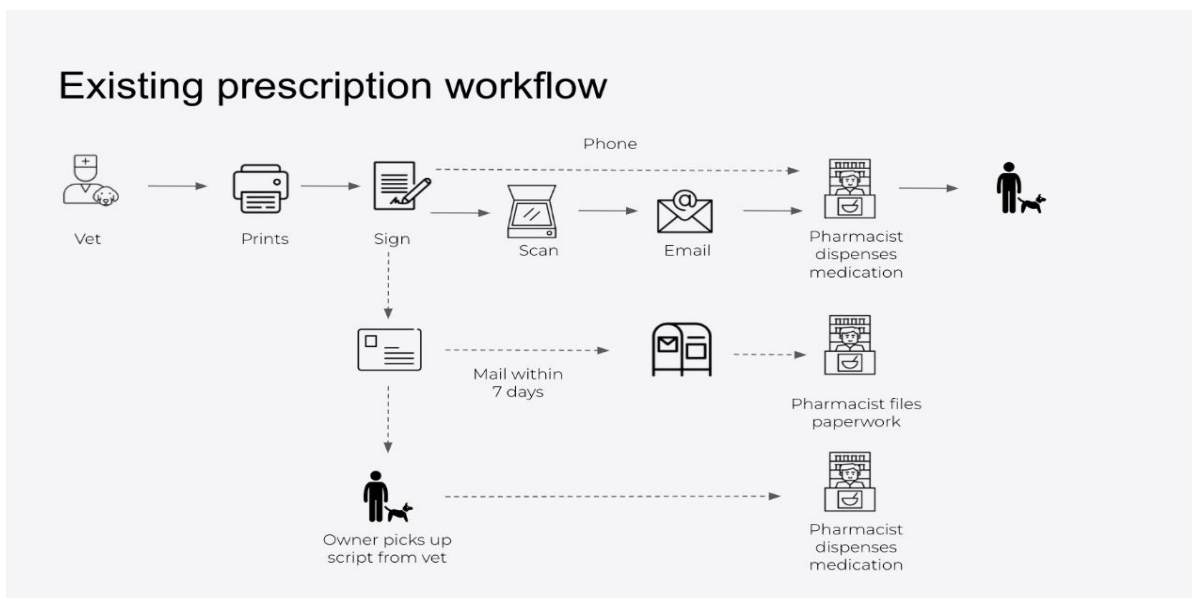 Existing prescription workflow
Phone
Vet
Prints
Sign
Scan
Email
Pharmacist
dispenses
medication
Mail within
7 days
Pharmacist files
paperwork
Owner picks up
script from vet
Pharmacist
dispenses
medication